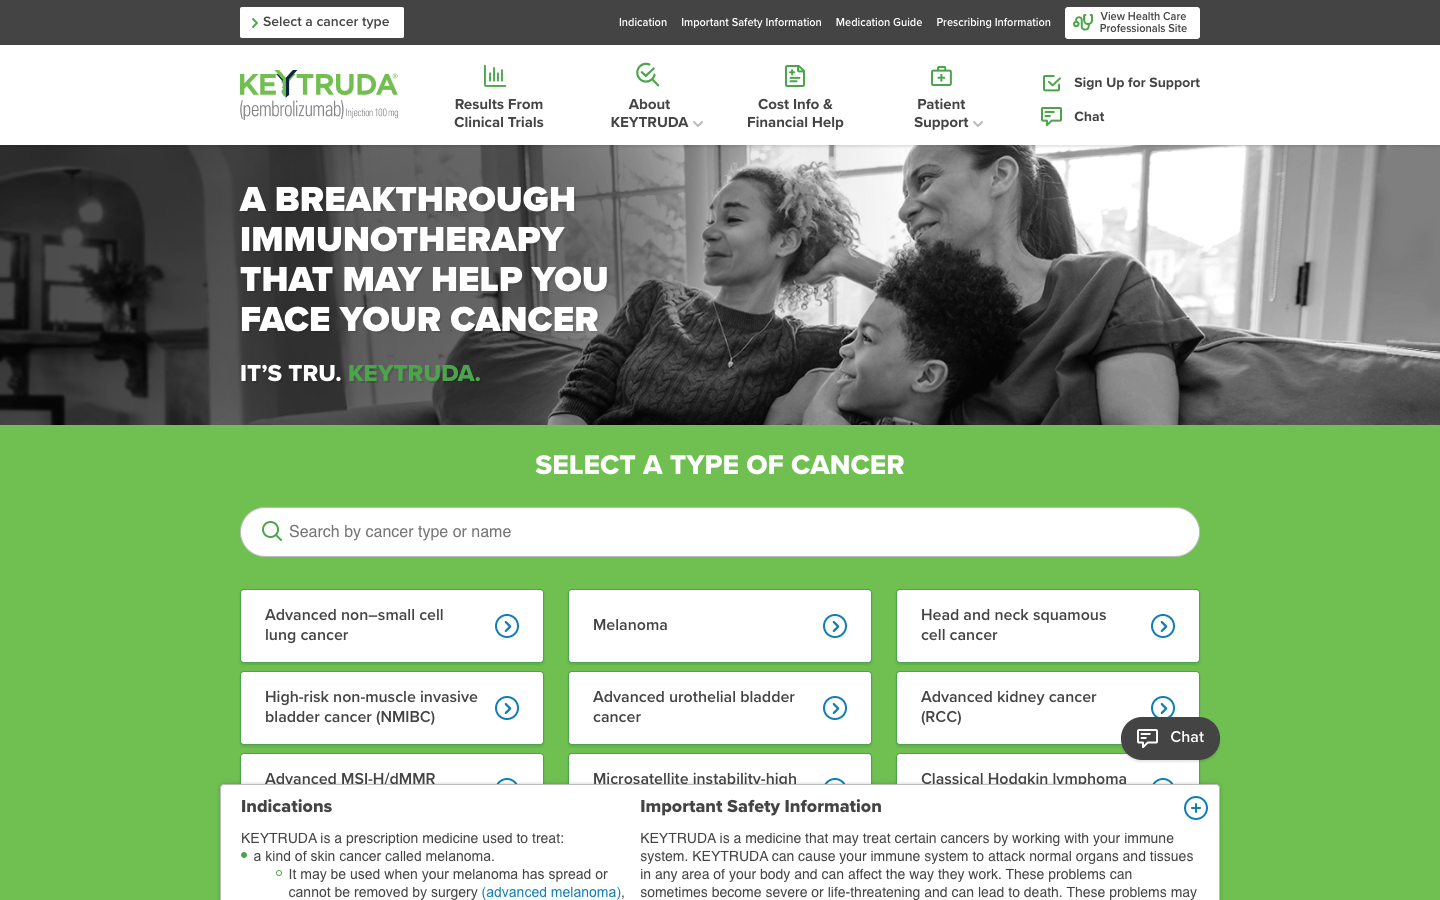 Select a cancer type
Indication
Important Safety Information
Medication Guide
Prescribing Information
View Health Care
Professionals Site
KEYTRUDA®
(pembrolizumab) Injection 100 mg
Results From
Clinical Trials
About
KEYTRUDA
Cost Info &
Financial Help
Patient
Support
Sign Up for Support
Chat
A BREAKTHROUGH
IMMUNOTHERAPY
THAT MAY HELP YOU
FACE YOUR CANCER
IT’S TRU. KEYTRUDA.
SELECT A TYPE OF CANCER
Search by cancer type or name
Advanced non–small cell
lung cancer
Melanoma
Head and neck squamous
cell cancer
High-risk non-muscle invasive
bladder cancer (NMIBC)
Advanced urothelial bladder
cancer
Advanced kidney cancer
(RCC)
Chat
Advanced MSI-H/dMMR
Microsatellite instability-high
Classical Hodgkin lymphoma
Indications
KEYTRUDA is a prescription medicine used to treat:
a kind of skin cancer called melanoma.
It may be used when your melanoma has spread or
cannot be removed by surgery (advanced melanoma),
Important Safety Information
KEYTRUDA is a medicine that may treat certain cancers by working with your immune
system. KEYTRUDA can cause your immune system to attack normal organs and tissues
in any area of your body and can affect the way they work. These problems can
sometimes become severe or life-threatening and can lead to death. These problems may